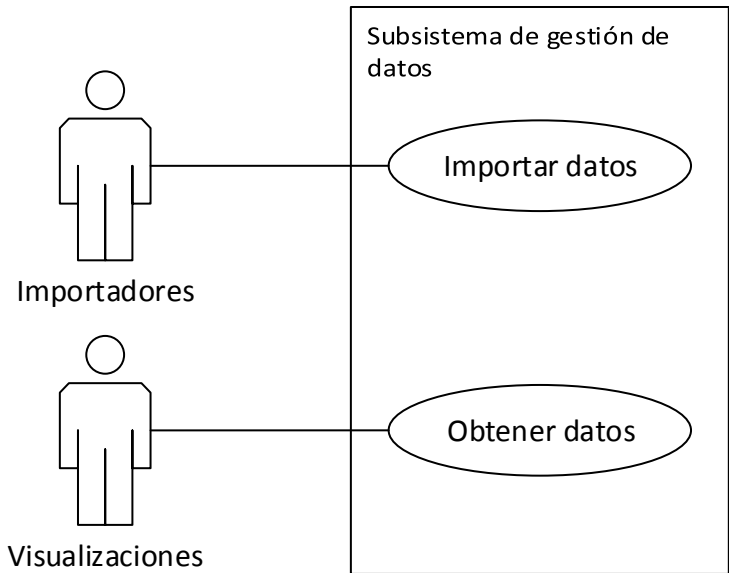 Subsistema de gestión de
datos
Importar datos
Importadores
Obtener datos
Visualizaciones